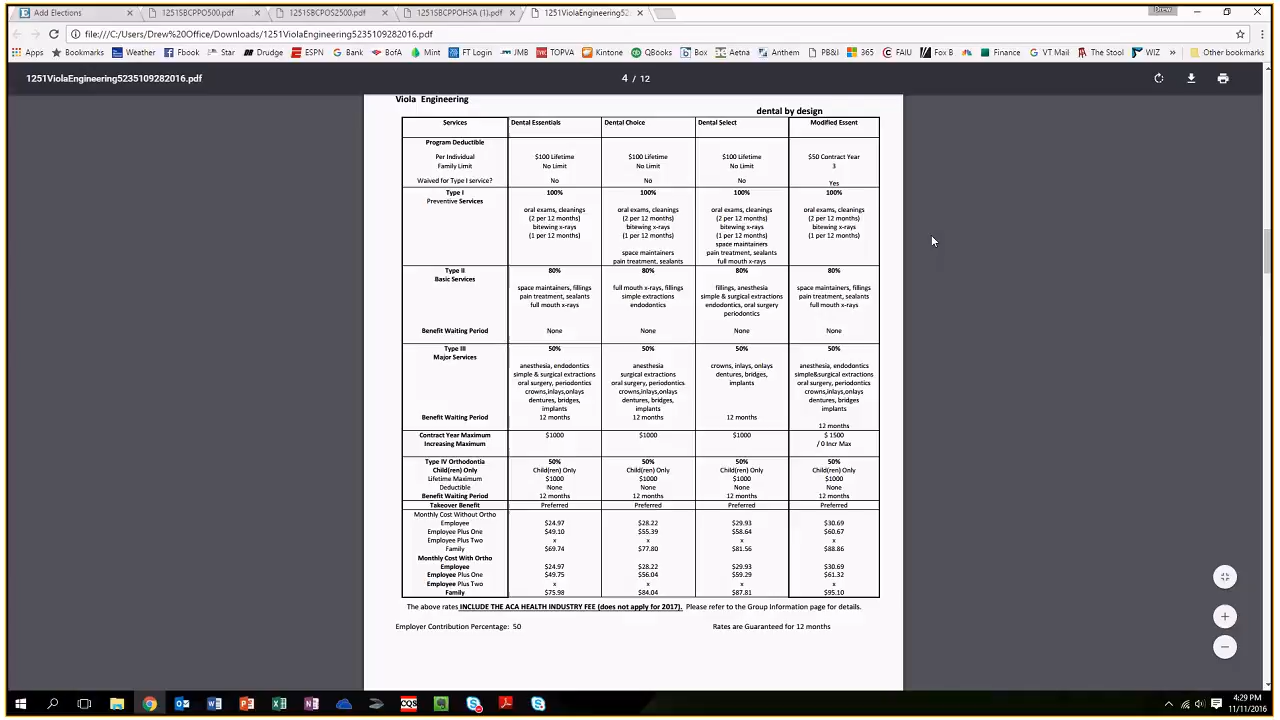 Add Elections
1251SBCPPO500.pdf
1251SBCPOS2500.pdf
1251SBCPPOHSA (1).pdf
1251ViolaEngineering52
Drew
file:///C:/Users/Drew%20Office/Downloads/1251ViolaEngineering5235109282016.pdf
Apps Bookmarks Weather Ebook Star Drudge ESPN Bank BofA Mint FT Login JMB TOPVA Kintone QBooks Box Aetna Anthem PB&I 365 FAIU Fox B Finance VT Mail The Stool WIZ » Other bookmarks
1251ViolaEngineering5235109282016.pdf
4 / 12
Viola Engineering
dental by design
Services Dental Essentials Dental Choice Dental Select Modified Essent
Program Deductible
Per Individual $100 Lifetime $100 Lifetime $100 Lifetime $50 Contract Year
Family Limit No Limit No Limit No Limit 3
Waived for Type I service? No No No Yes
Type I 100% 100% 100% 100%
Preventive Services
oral exams, cleanings oral exams, cleanings oral exams, cleanings oral exams, cleanings
(2 per 12 months) (2 per 12 months) (2 per 12 months) (2 per 12 months)
bitewing x-rays bitewing x-rays bitewing x-rays bitewing x-rays
(1 per 12 months) (1 per 12 months) (1 per 12 months) (1 per 12 months)
space maintainers
space maintainers pain treatment, sealants
pain treatment, sealants full mouth x-rays
Type II 80% 80% 80% 80%
Basic Services
space maintainers, fillings full mouth x-rays, fillings fillings, anesthesia space maintainers, fillings
pain treatment, sealants simple extractions simple & surgical extractions pain treatment, sealants
full mouth x-rays endodontics endodontics, oral surgery full mouth x-rays
periodontics
Benefit Waiting Period None None None None
Type III 50% 50% 50% 50%
Major Services
anesthesia, endodontics anesthesia crowns, inlays, onlays anesthesia, endodontics
simple & surgical extractions surgical extractions dentures, bridges, simple&surgical extractions
oral surgery, periodontics oral surgery, periodontics implants oral surgery, periodontics
crowns,inlays,onlays crowns,inlays,onlays crowns,inlays,onlays
dentures, bridges, dentures, bridges, dentures, bridges,
implants implants implants
Benefit Waiting Period 12 months 12 months 12 months
12 months
Contract Year Maximum $1000 $1000 $1000 $ 1500
Increasing Maximum / 0 Incr Max
Type IV Orthodontia 50% 50% 50% 50%
Child(ren) Only Child(ren) Only Child(ren) Only Child(ren) Only Child(ren) Only
Lifetime Maximum $1000 $1000 $1000 $1000
Deductible None None None None
Benefit Waiting Period 12 months 12 months 12 months 12 months
Takeover Benefit Preferred Preferred Preferred Preferred
Monthly Cost Without Ortho
Employee $24.97 $28.22 $29.93 $30.69
Employee Plus One $49.10 $55.39 $58.64 $60.67
Employee Plus Two x x x x
Family $69.74 $77.80 $81.56 $88.86
Monthly Cost With Ortho
Employee $24.97 $28.22 $29.93 $30.69
Employee Plus One $49.75 $56.04 $59.29 $61.32
Employee Plus Two x x x x
Family $75.98 $84.04 $87.81 $95.10
The above rates INCLUDE THE ACA HEALTH INDUSTRY FEE (does not apply for 2017). Please refer to the Group Information page for details.
Employer Contribution Percentage: 50 Rates are Guaranteed for 12 months
CQS
4:29 PM
11/11/2016